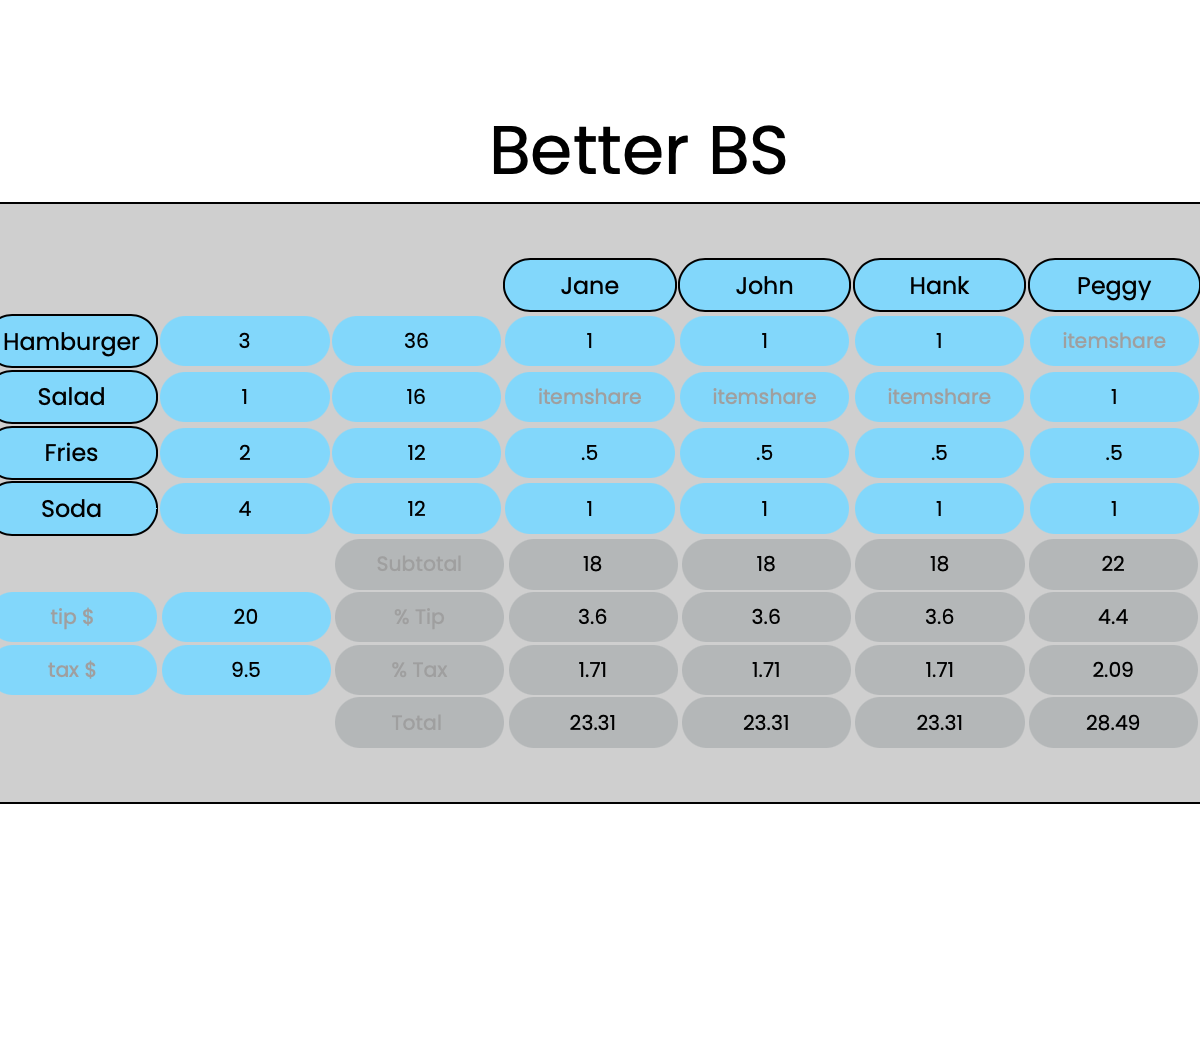 Better BS
Jane John Hank Peggy
Hamburger 3 36 1 1 1 itemshare
Salad 1 16 itemshare itemshare itemshare 1
Fries 2 12 .5 .5 .5 .5
Soda 4 12 1 1 1 1
Subtotal 18 18 18 22
tip $ 20 % Tip 3.6 3.6 3.6 4.4
tax $ 9.5 % Tax 1.71 1.71 1.71 2.09
Total 23.31 23.31 23.31 28.49